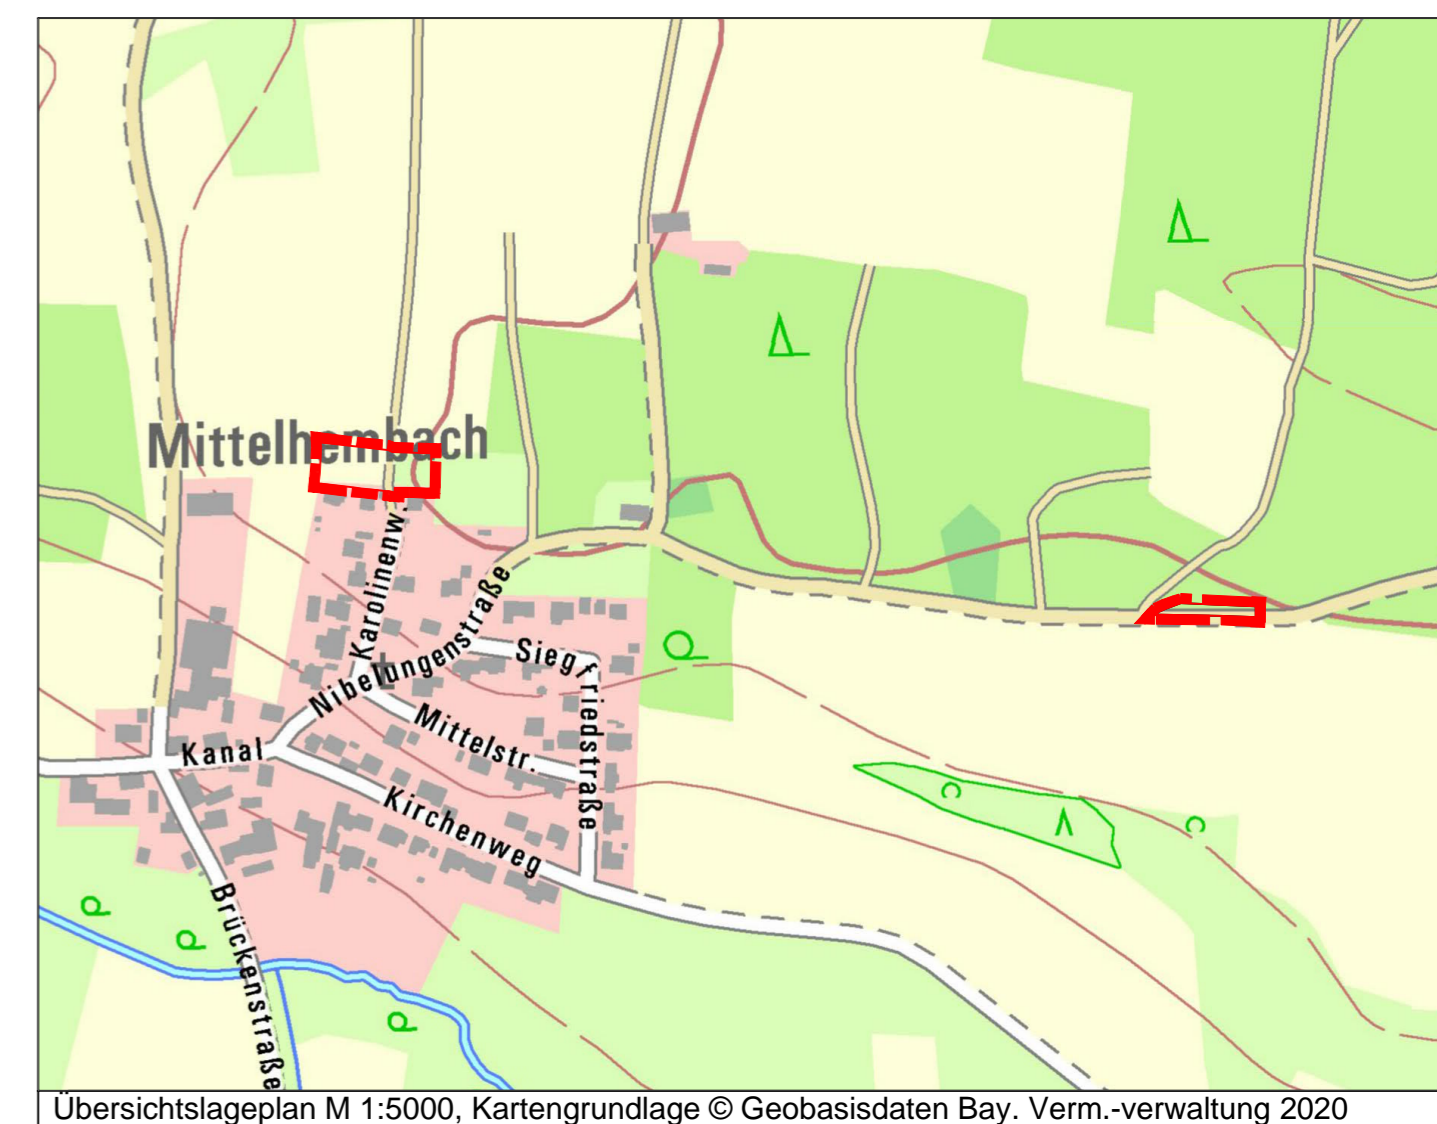 Mittelhembach
Karolinenw.
Nibelungenstraße
Siegfriedstraße
Mittelstr.
Kanal
Kirchenweg
Brückenstraße
Übersichtslageplan M 1:5000, Kartengrundlage © Geobasisdaten Bay. Verm.-verwaltung 2020